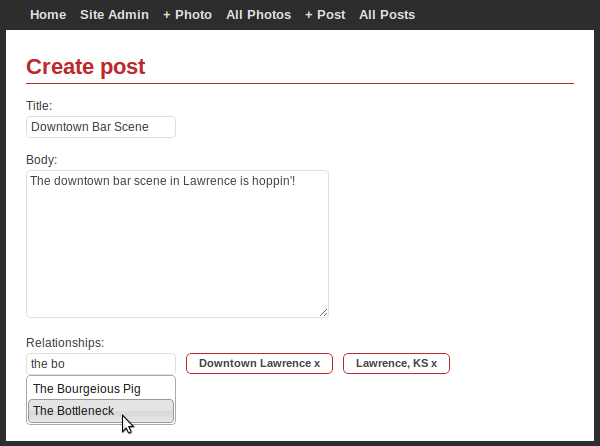 Home Site Admin + Photo All Photos + Post All Posts
Create post
Title:
Downtown Bar Scene
Body:
The downtown bar scene in Lawrence is hoppin'!
Relationships:
the bo Downtown Lawrence x Lawrence, KS x
The Bourgeious Pig
The Bottleneck